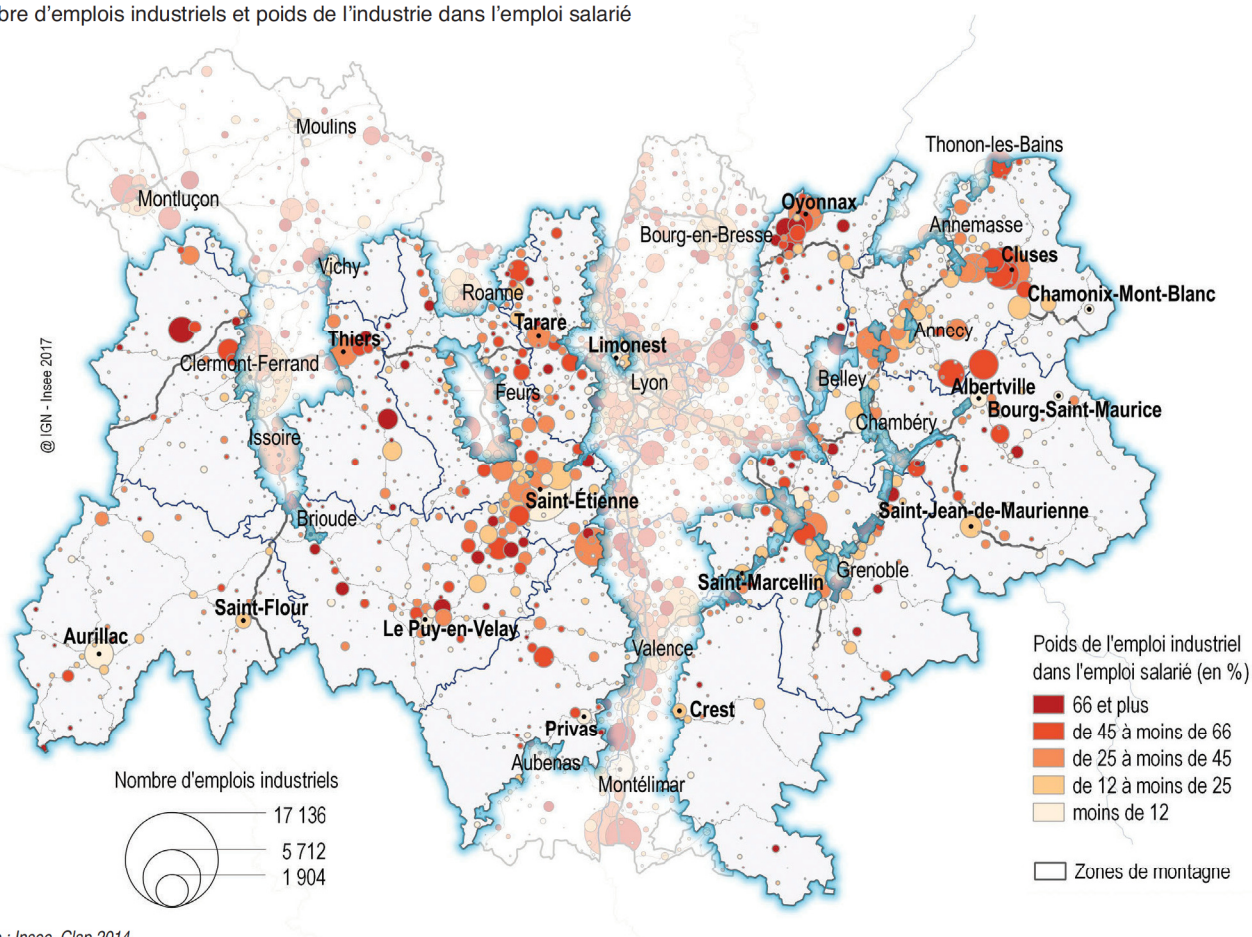 bre d'emplois industriels et poids de l'industrie dans l'emploi salarié
Thonon-les-Bains
Moulins
Montluçon
Oyonnax
Annemasse
Bourg-en-Bresse
Cluses
Vichy
Roanne
Chamonix-Mont-Blanc
Tarare
Annecy
Thiers
Limonest
Clermont-Ferrand
Lyon
Belley
Albertville
Feurs
Bourg-Saint-Maurice
Chambéry
Issoire
Saint-Étienne
Saint-Jean-de-Maurienne
Brioude
Grenoble
Saint-Marcellin
Saint-Flour
Le Puy-en-Velay
Aurillac
Valence
Crest
Privas
Aubenas
Montélimar
@ IGN - Insee 2017
Poids de l'emploi industriel
dans l'emploi salarié (en %)
66 et plus
de 45 à moins de 66
de 25 à moins de 45
de 12 à moins de 25
moins de 12
Zones de montagne
Nombre d'emplois industriels
17 136
5 712
1 904
: Insee, Clap 2014